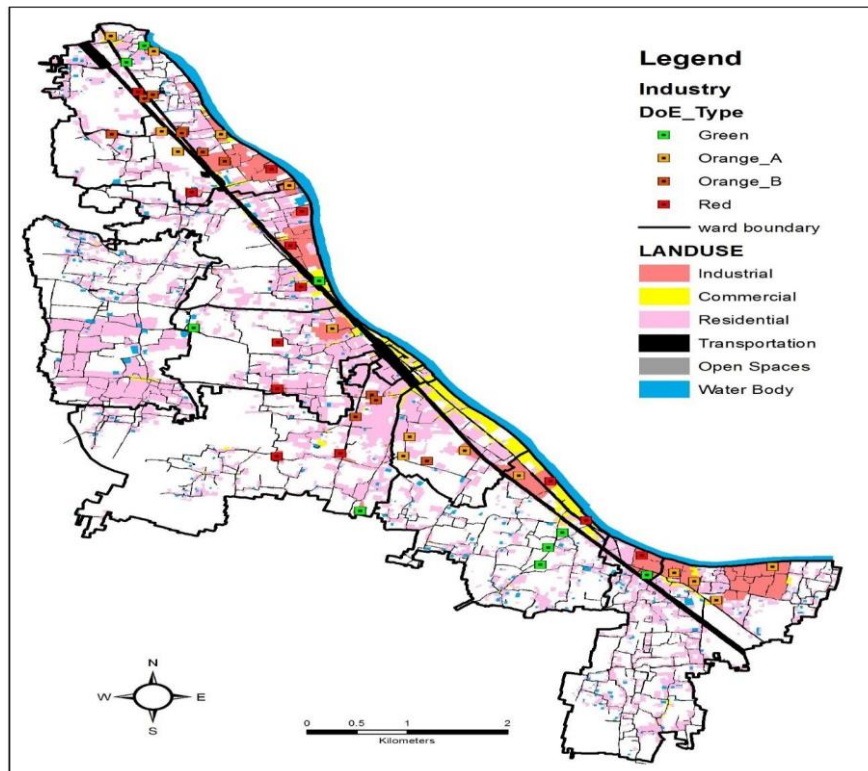 Legend
Industry
DoE_Type
Green
Orange_A
Orange_B
Red
ward boundary
LANDUSE
Industrial
Commercial
Residential
Transportation
Open Spaces
Water Body
N
W E
S
0 0.5 1 2
Kilometers